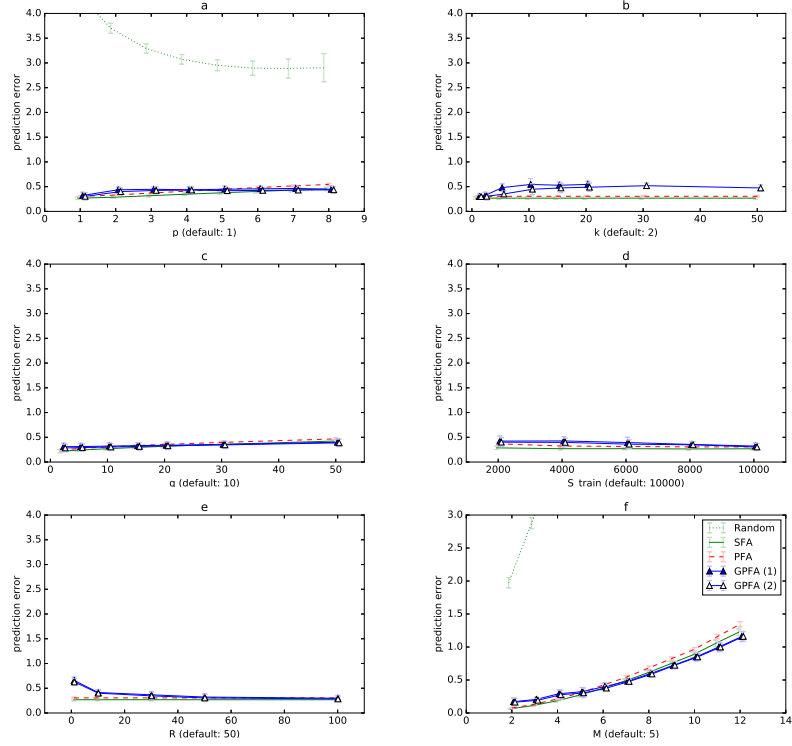 a
4.0
3.5
3.0
2.5
2.0
1.5
1.0
0.5
0.0
prediction error
0 1 2 3 4 5 6 7 8 9
p (default: 1)
b
4.0
3.5
3.0
2.5
2.0
1.5
1.0
0.5
0.0
prediction error
0 10 20 30 40 50
k (default: 2)
c
4.0
3.5
3.0
2.5
2.0
1.5
1.0
0.5
0.0
prediction error
0 10 20 30 40 50
q (default: 10)
d
4.0
3.5
3.0
2.5
2.0
1.5
1.0
0.5
0.0
prediction error
2000 4000 6000 8000 10000
S_train (default: 10000)
e
4.0
3.5
3.0
2.5
2.0
1.5
1.0
0.5
0.0
prediction error
0 20 40 60 80 100
R (default: 50)
f
3.0
2.5
2.0
1.5
1.0
0.5
0.0
prediction error
0 2 4 6 8 10 12 14
M (default: 5)
Random
SFA
PFA
GPFA (1)
GPFA (2)